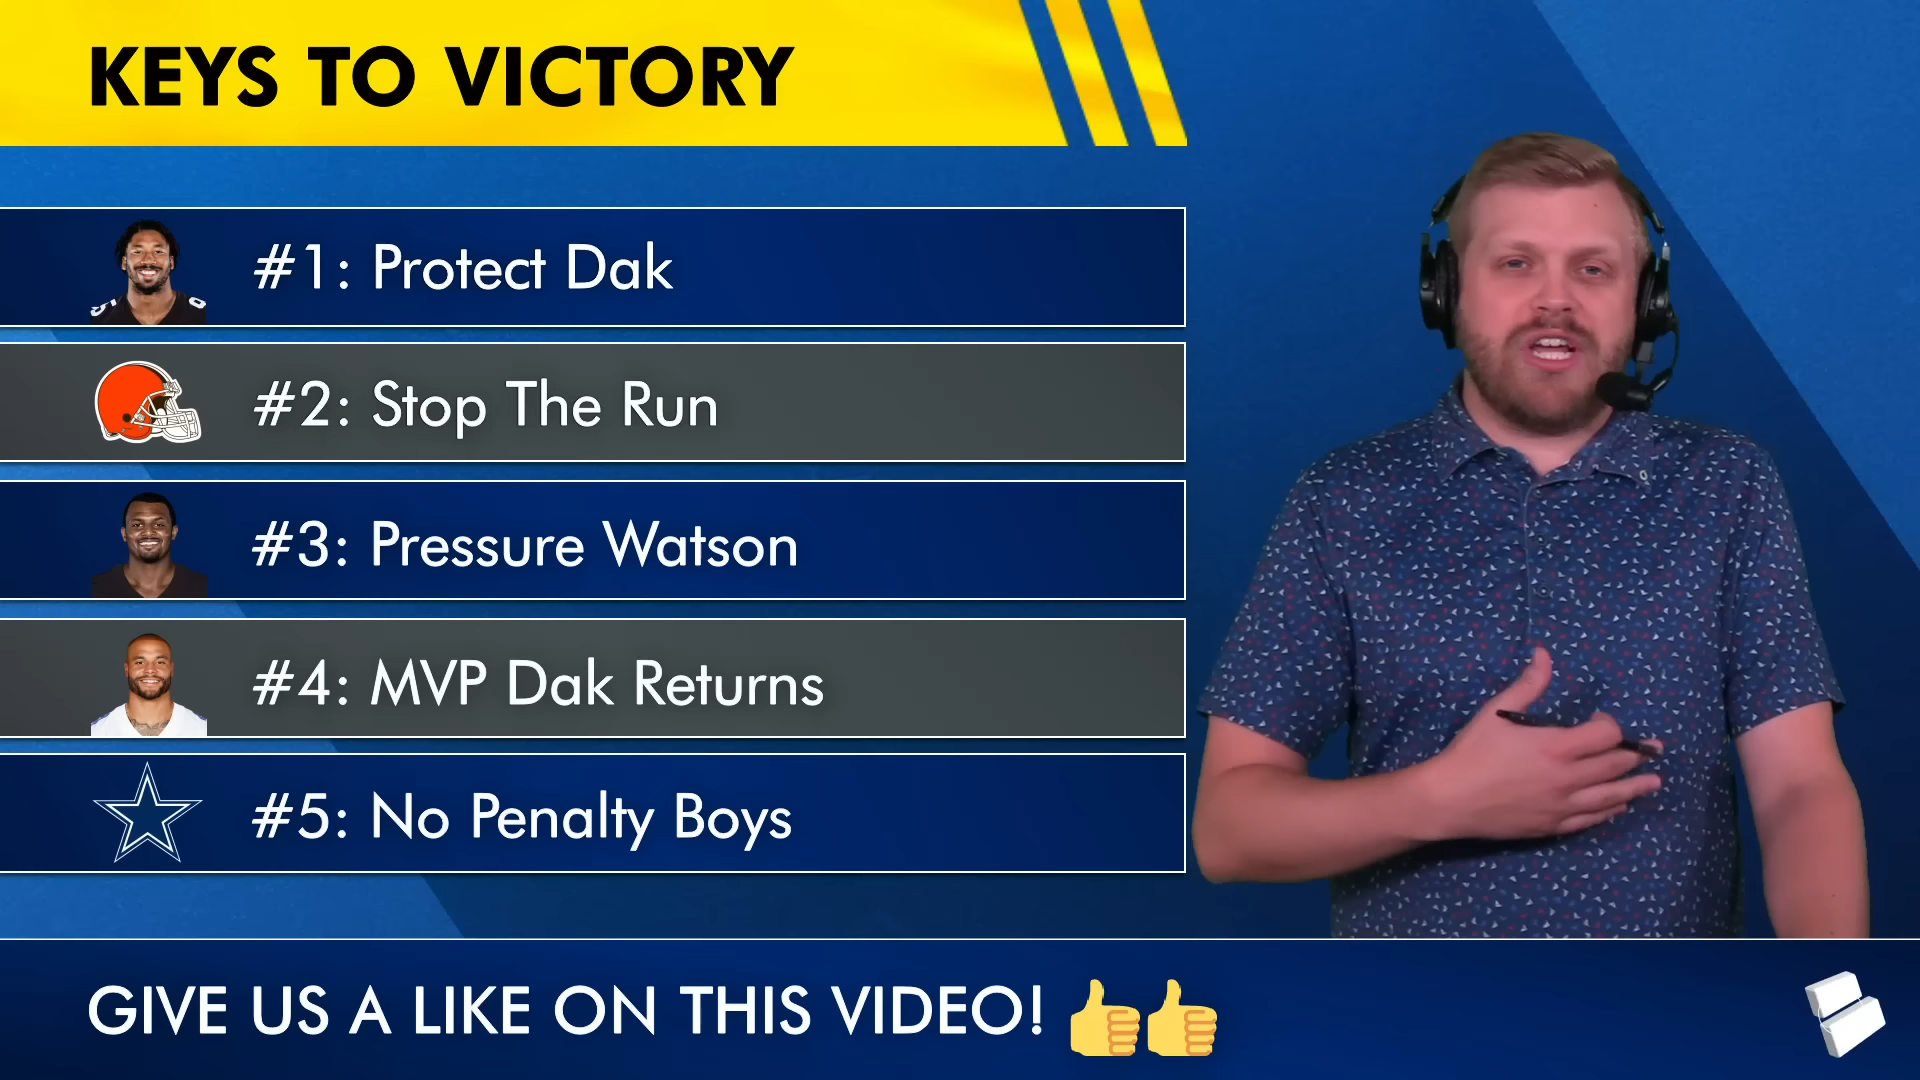 KEYS TO VICTORY
#1: Protect Dak
#2: Stop The Run
#3: Pressure Watson
#4: MVP Dak Returns
#5: No Penalty Boys
GIVE US A LIKE ON THIS VIDEO! 👍👍